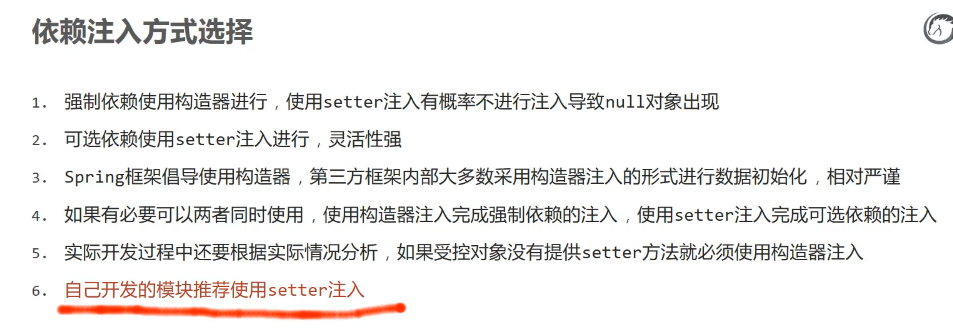 依赖注入方式选择
1. 强制依赖使用构造器进行，使用setter注入有概率不进行注入导致null对象出现
2. 可选依赖使用setter注入进行，灵活性强
3. Spring框架倡导使用构造器，第三方框架内部大多数采用构造器注入的形式进行数据初始化，相对严谨
4. 如果有必要可以两者同时使用，使用构造器注入完成强制依赖的注入，使用setter注入完成可选依赖的注入
5. 实际开发过程中还要根据实际情况分析，如果受控对象没有提供setter方法就必须使用构造器注入
6. 自己开发的模块推荐使用setter注入